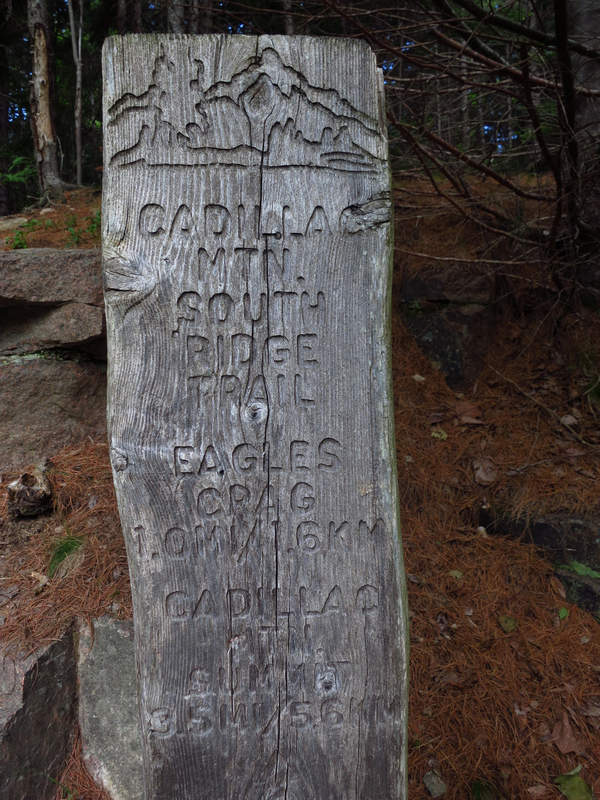 CADILLAC
MTN.
SOUTH
RIDGE
TRAIL
EAGLES
CRAG
1.0MI/1.6KM
CADILLAC
MTN.
SUMMIT
3.5MI/5.6KM